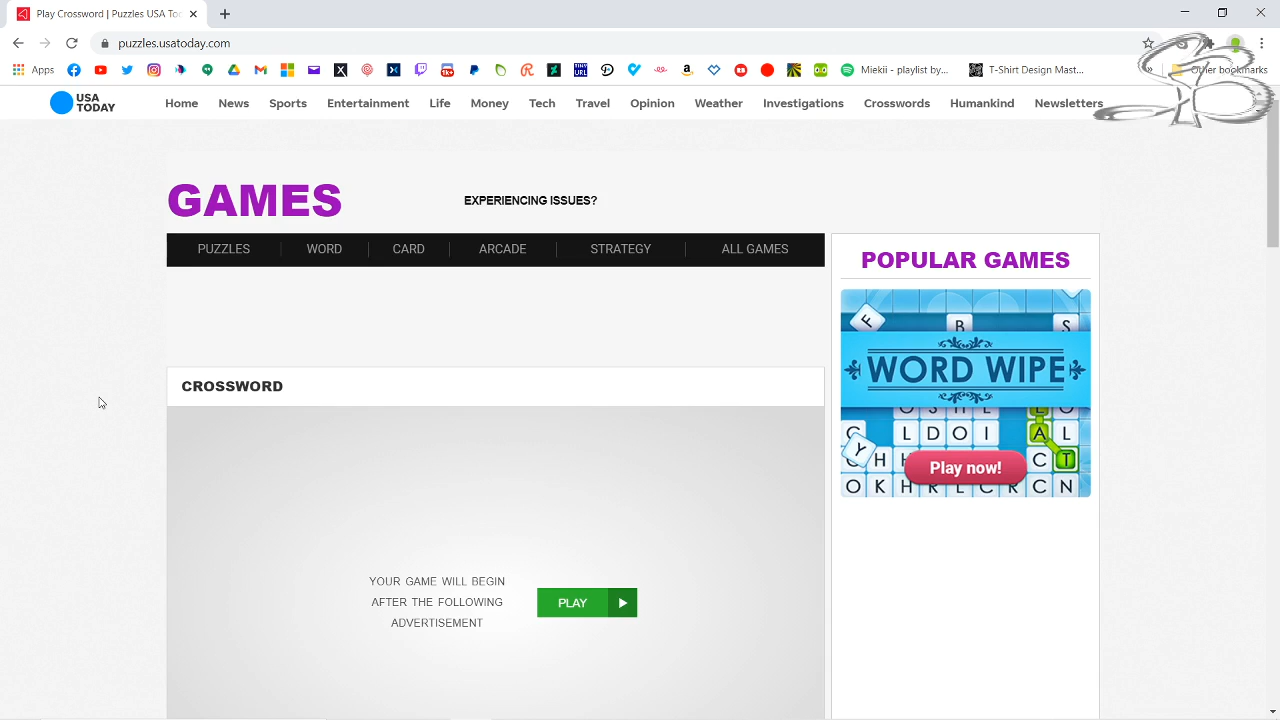 Play Crossword | Puzzles USA To
puzzles.usatoday.com
Apps
Miekii - playlist by...
T-Shirt Design Mast...
»
Other bookmarks
USA TODAY
Home News Sports Entertainment Life Money Tech Travel Opinion Weather Investigations Crosswords Humankind Newsletters
GAMES
EXPERIENCING ISSUES?
PUZZLES WORD CARD ARCADE STRATEGY ALL GAMES
POPULAR GAMES
F B S
WORD WIPE
L D O I A L
Y H C T
Play now!
O K H R L C R C N
CROSSWORD
YOUR GAME WILL BEGIN
AFTER THE FOLLOWING
ADVERTISEMENT
PLAY